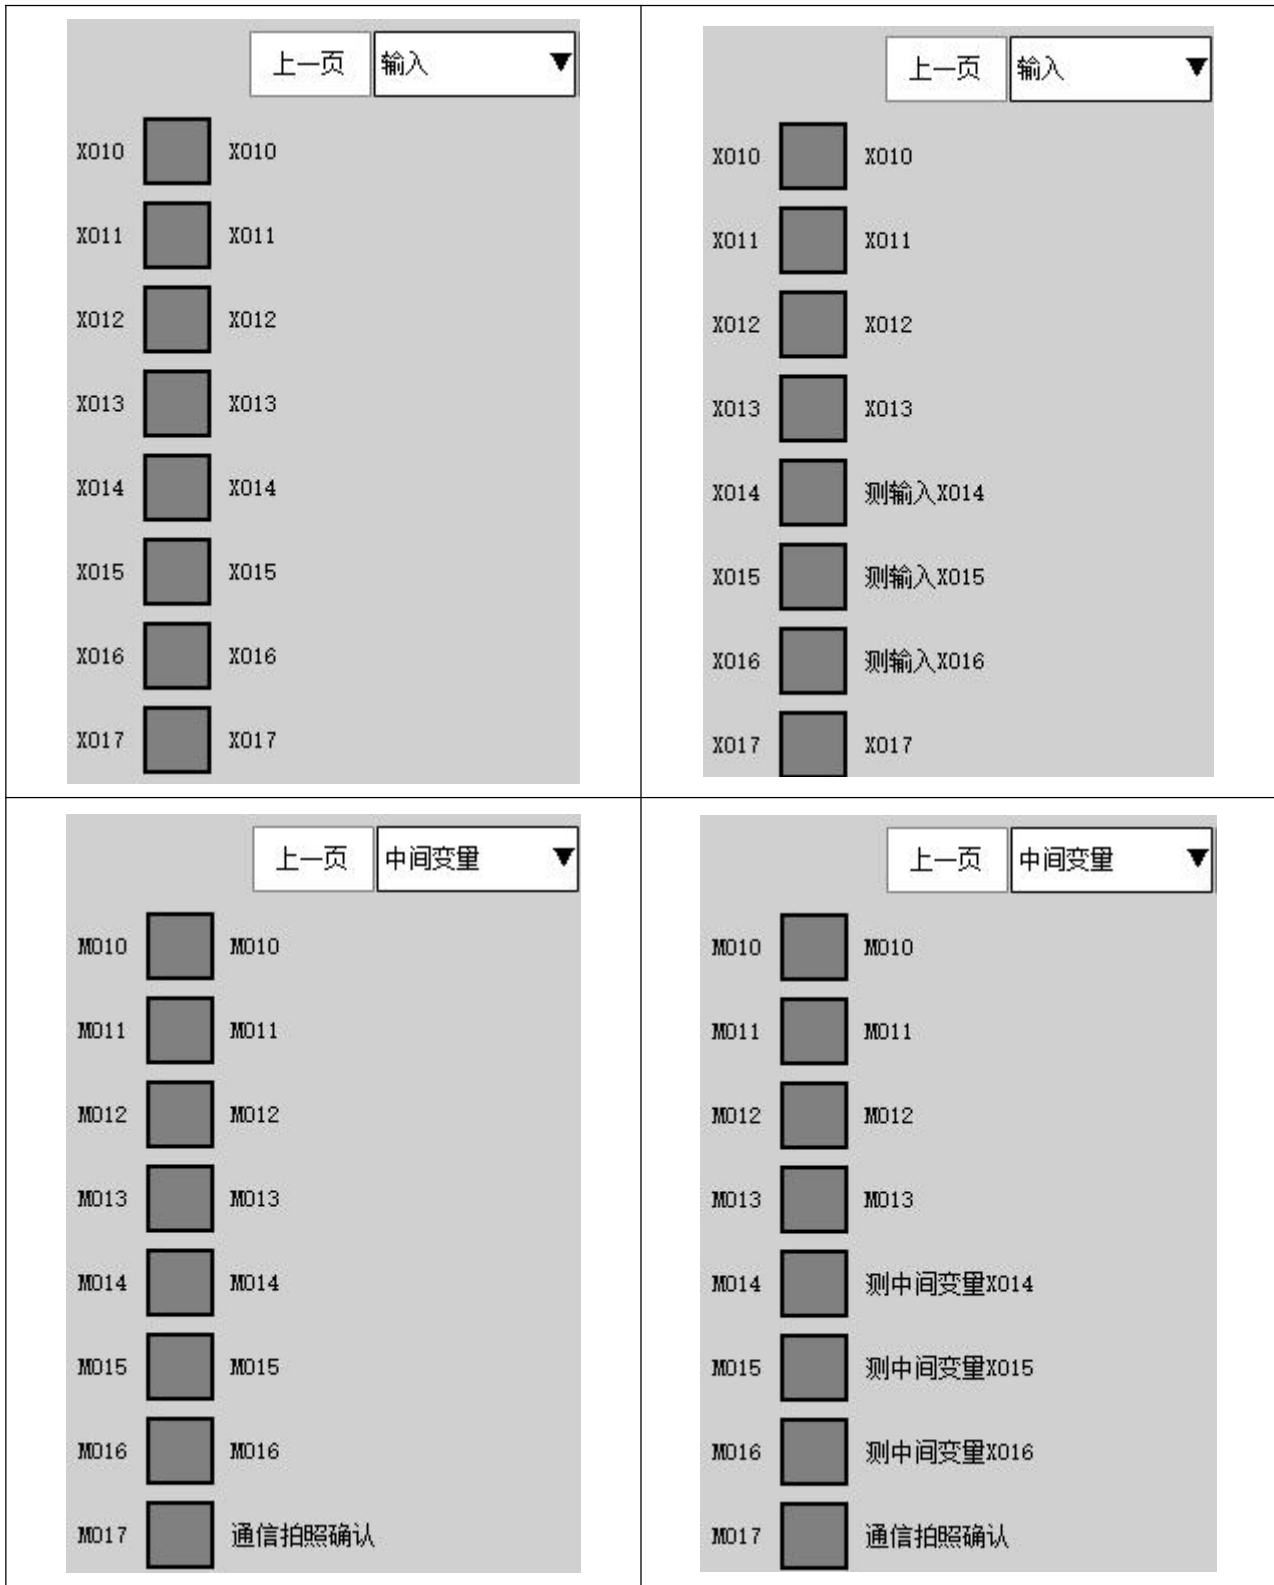 上一页 输入
X010 X010
X011 X011
X012 X012
X013 X013
X014 X014
X015 X015
X016 X016
X017 X017
上一页 输入
X010 X010
X011 X011
X012 X012
X013 X013
X014 测输入X014
X015 测输入X015
X016 测输入X016
X017 X017
上一页 中间变量
M010 M010
M011 M011
M012 M012
M013 M013
M014 M014
M015 M015
M016 M016
M017 通信拍照确认
上一页 中间变量
M010 M010
M011 M011
M012 M012
M013 M013
M014 测中间变量X014
M015 测中间变量X015
M016 测中间变量X016
M017 通信拍照确认